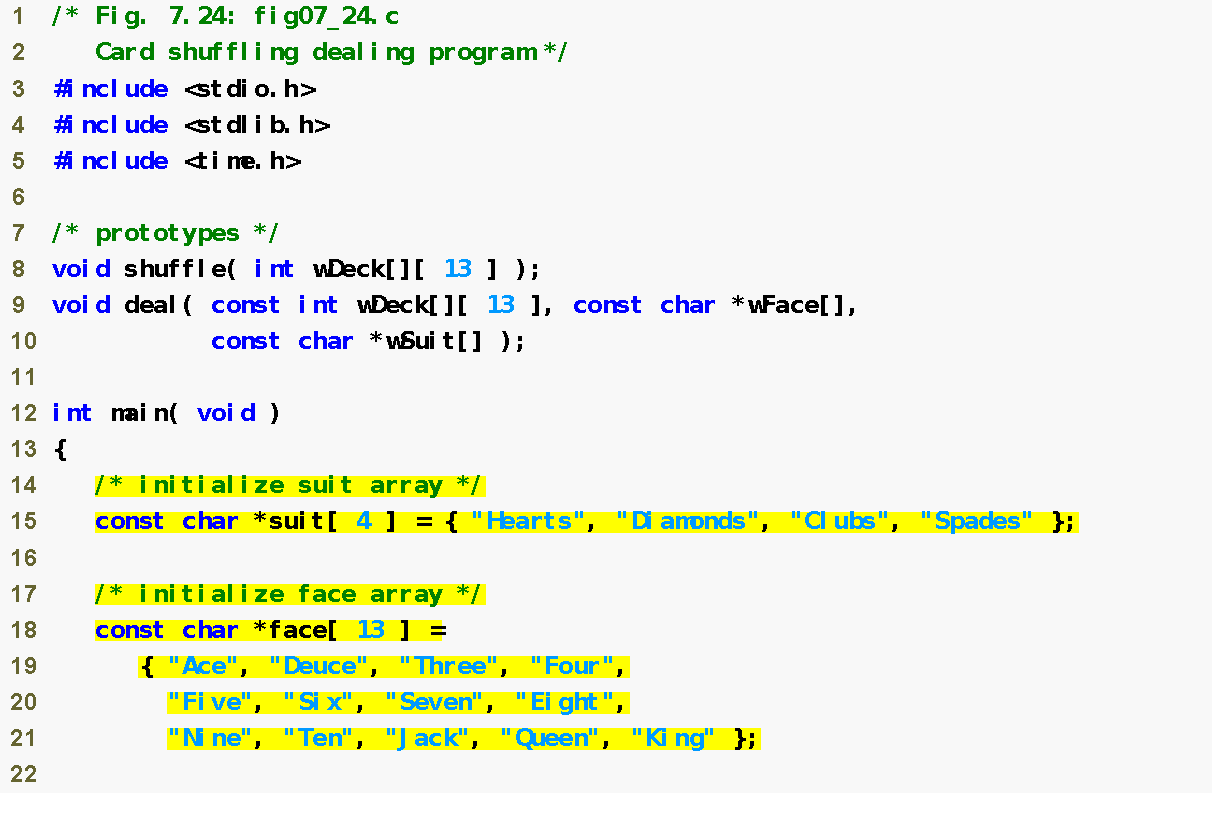 1 /* Fig. 7.24: fig07_24.c
2 Card shuffling dealing program */
3 #include <stdio.h>
4 #include <stdlib.h>
5 #include <time.h>
6
7 /* prototypes */
8 void shuffle( int wDeck[][ 13 ] );
9 void deal( const int wDeck[][ 13 ], const char *wFace[],
10 const char *wSuit[] );
11
12 int main( void )
13 {
14 /* initialize suit array */
15 const char *suit[ 4 ] = { "Hearts", "Diamonds", "Clubs", "Spades" };
16
17 /* initialize face array */
18 const char *face[ 13 ] =
19 { "Ace", "Deuce", "Three", "Four",
20 "Five", "Six", "Seven", "Eight",
21 "Nine", "Ten", "Jack", "Queen", "King" };
22